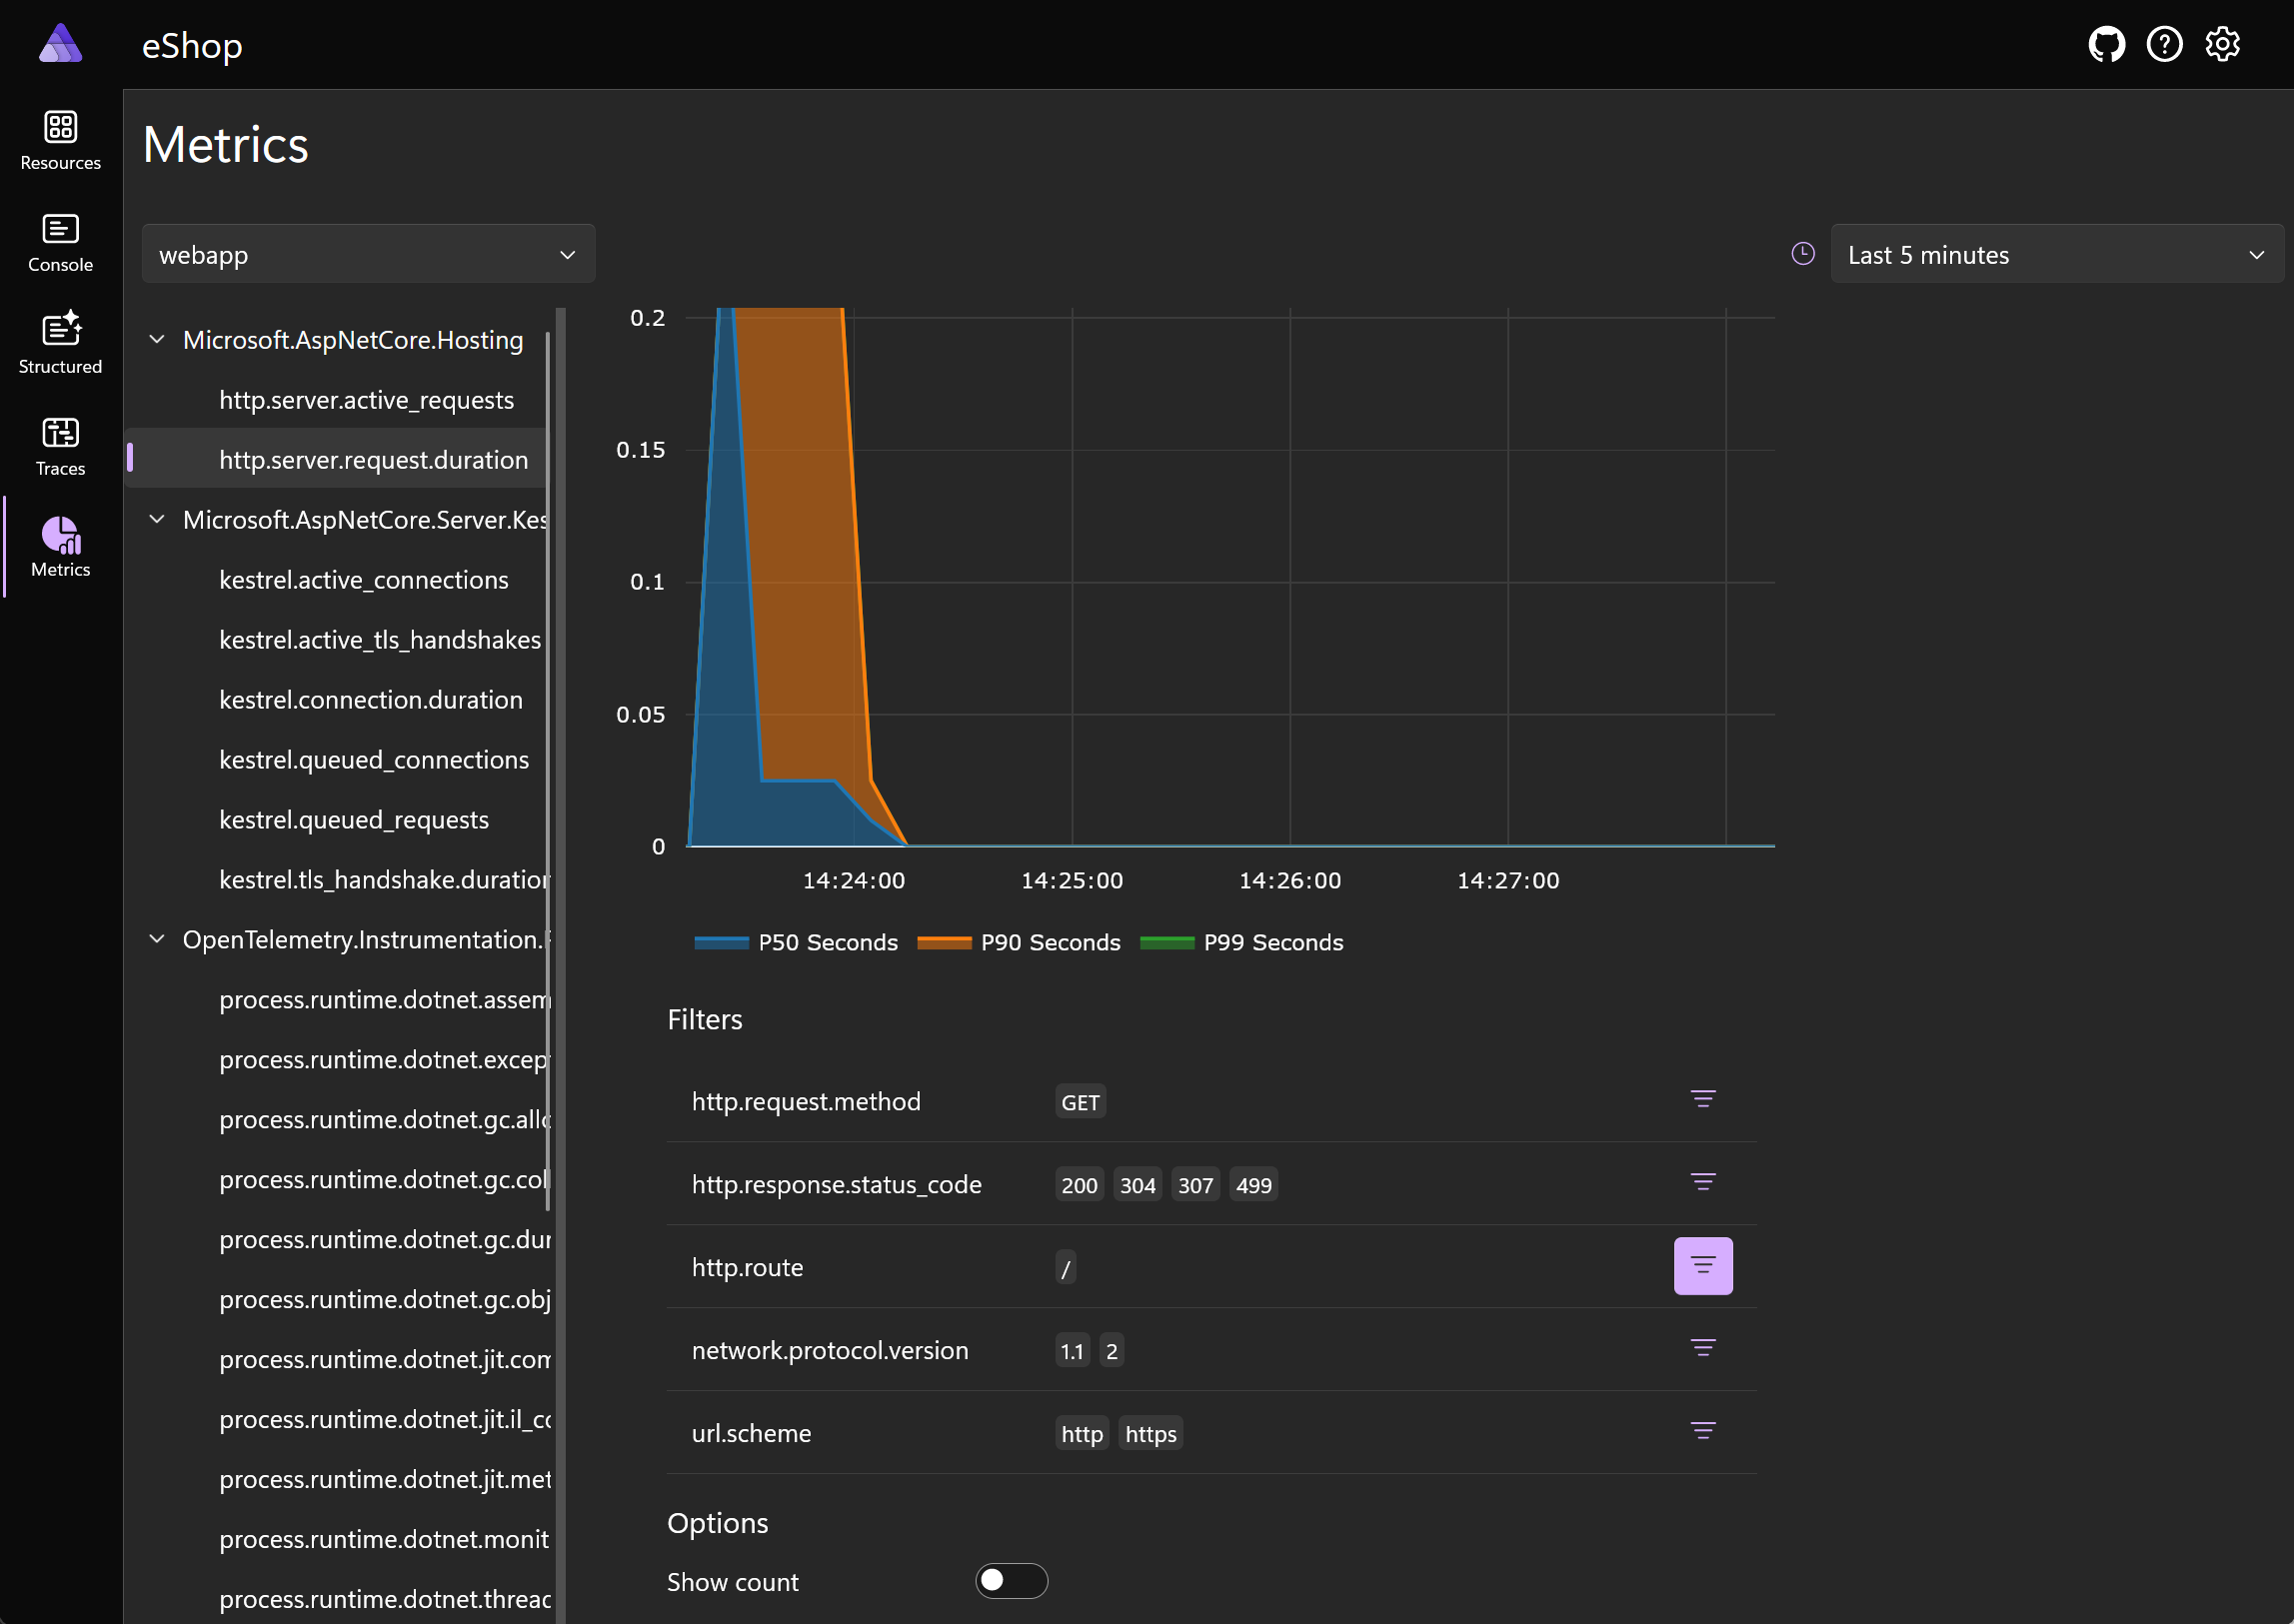 eShop
Resources
Console
Structured
Traces
Metrics
Metrics
webapp
Last 5 minutes
Microsoft.AspNetCore.Hosting
http.server.active_requests
http.server.request.duration
Microsoft.AspNetCore.Server.Kes
kestrel.active_connections
kestrel.active_tls_handshakes
kestrel.connection.duration
kestrel.queued_connections
kestrel.queued_requests
kestrel.tls_handshake.duration
OpenTelemetry.Instrumentation.
process.runtime.dotnet.assem
process.runtime.dotnet.excep
process.runtime.dotnet.gc.allo
process.runtime.dotnet.gc.col
process.runtime.dotnet.gc.dur
process.runtime.dotnet.gc.obj
process.runtime.dotnet.jit.com
process.runtime.dotnet.jit.il_co
process.runtime.dotnet.jit.met
process.runtime.dotnet.monit
process.runtime.dotnet.threac
0.2
0.15
0.1
0.05
0
14:24:00 14:25:00 14:26:00 14:27:00
P50 Seconds P90 Seconds P99 Seconds
Filters
http.request.method GET
http.response.status_code 200 304 307 499
http.route /
network.protocol.version 1.1 2
url.scheme http https
Options
Show count